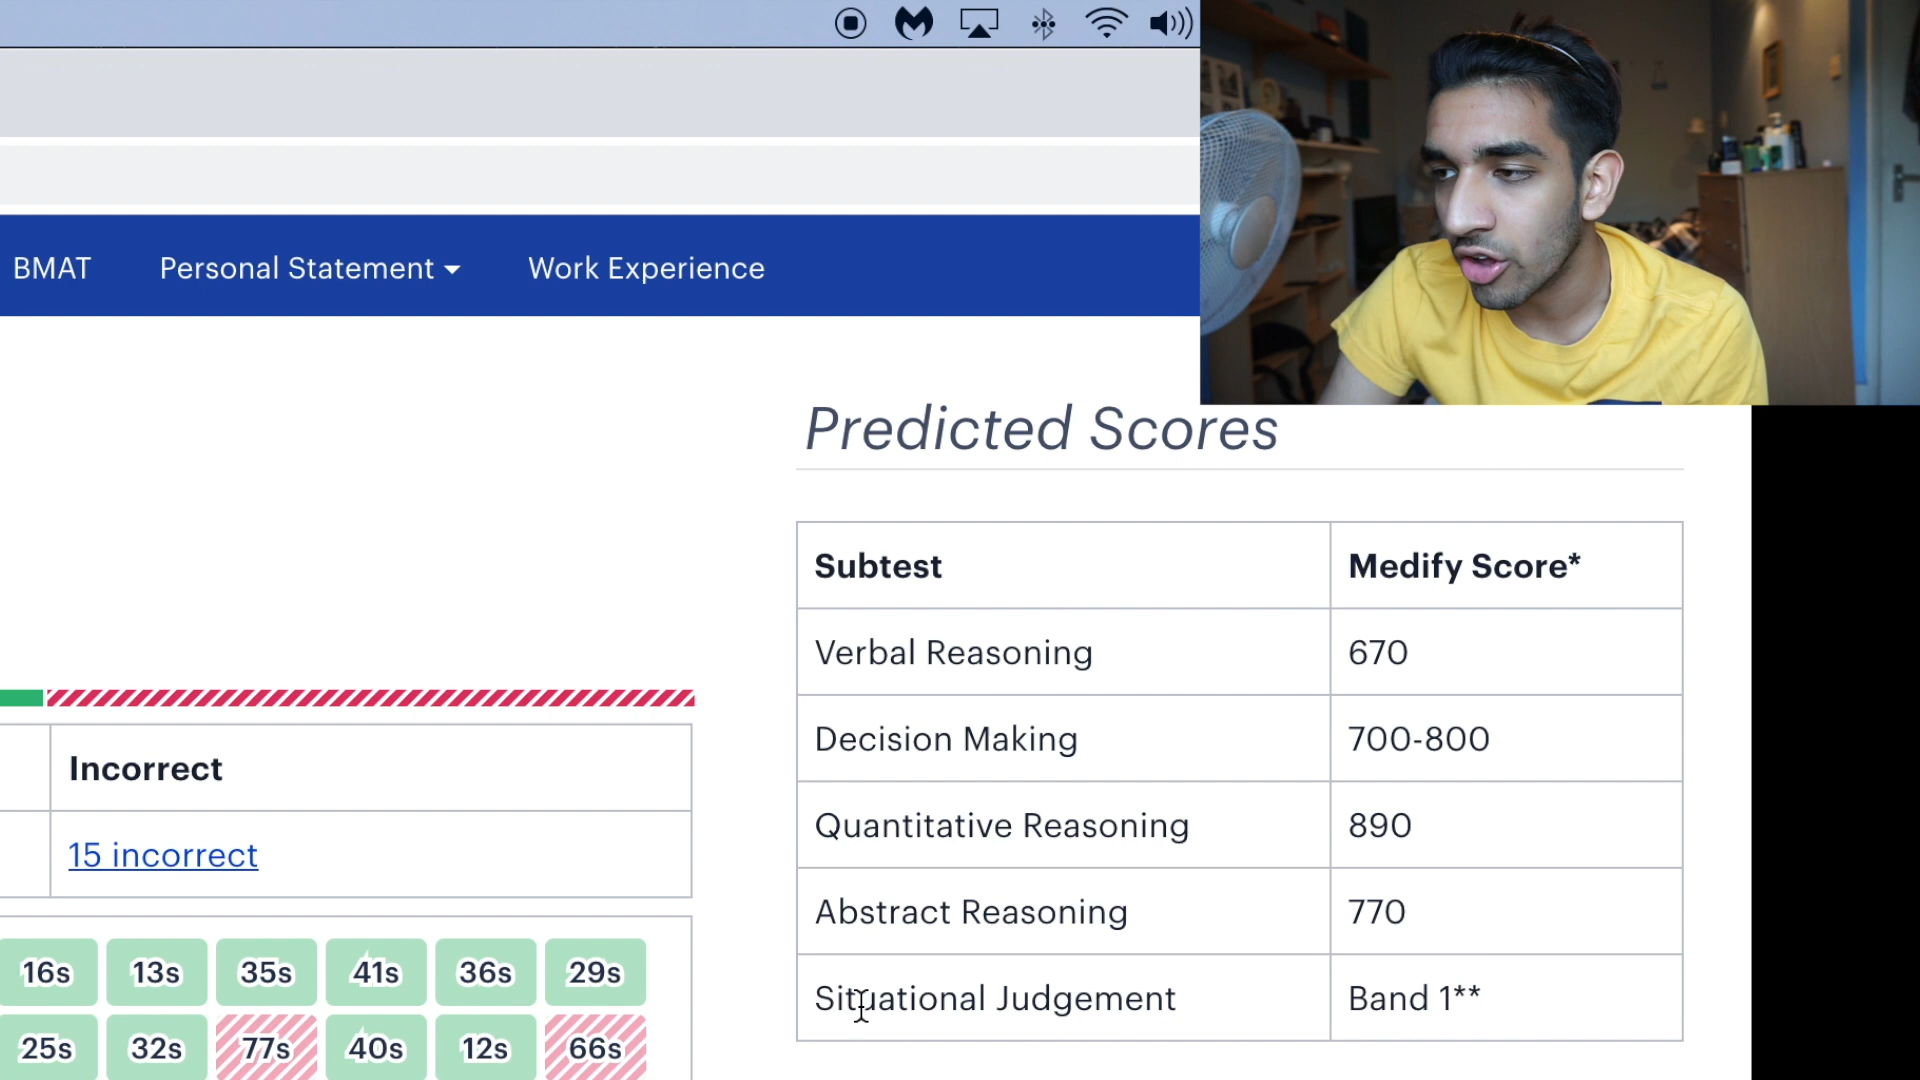 BMAT Personal Statement Work Experience
Predicted Scores
Subtest Medify Score*
Verbal Reasoning 670
Decision Making 700-800
Quantitative Reasoning 890
Abstract Reasoning 770
Situational Judgement Band 1**
Incorrect
15 incorrect
16s 13s 35s 41s 36s 29s
25s 32s 77s 40s 12s 66s